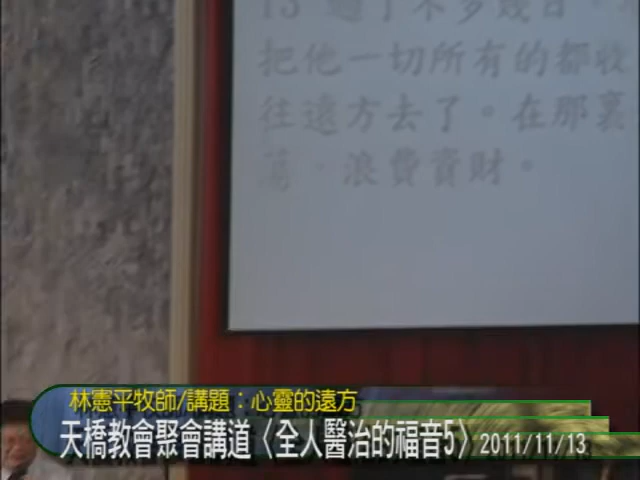 13 過了不多幾日。
把他一切所有的都收
往遠方去了。在那裏
蕩，浪費資財。
林憲平牧師/講題：心靈的遠方
天橋教會聚會講道〈全人醫治的福音5〉2011/11/13